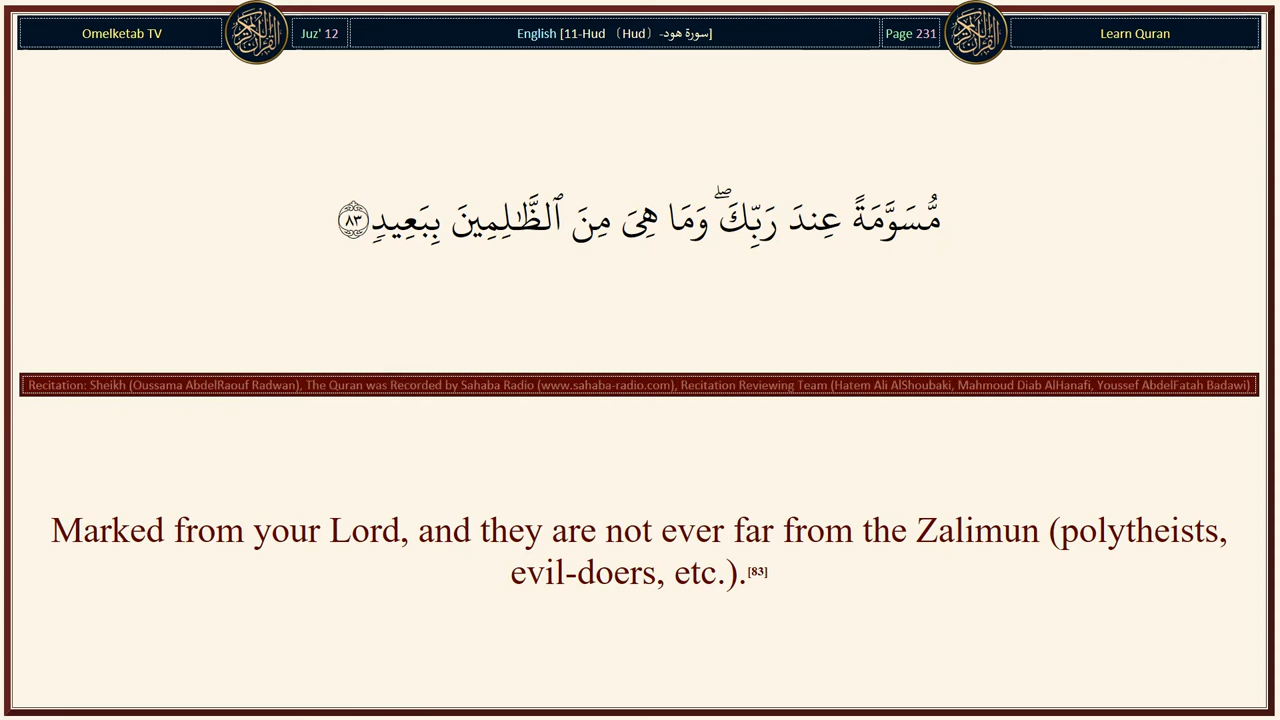 Omelketab TV
Juz' 12
English [11-Hud 〔Hud〕 -سورة هود]
Page 231
Learn Quran
مُّسَوَّمَةً عِندَ رَبِّكَۖ وَمَا هِىَ مِنَ ٱلظَّـٰلِمِينَ بِبَعِيدٍۢ ٨٣
Recitation: Sheikh (Oussama AbdelRaouf Radwan), The Quran was Recorded by Sahaba Radio (www.sahaba-radio.com), Recitation Reviewing Team (Hatem Ali AlShoubaki, Mahmoud Diab AlHanafi, Youssef AbdelFatah Badawi)
Marked from your Lord, and they are not ever far from the Zalimun (polytheists,
evil-doers, etc.).[83]